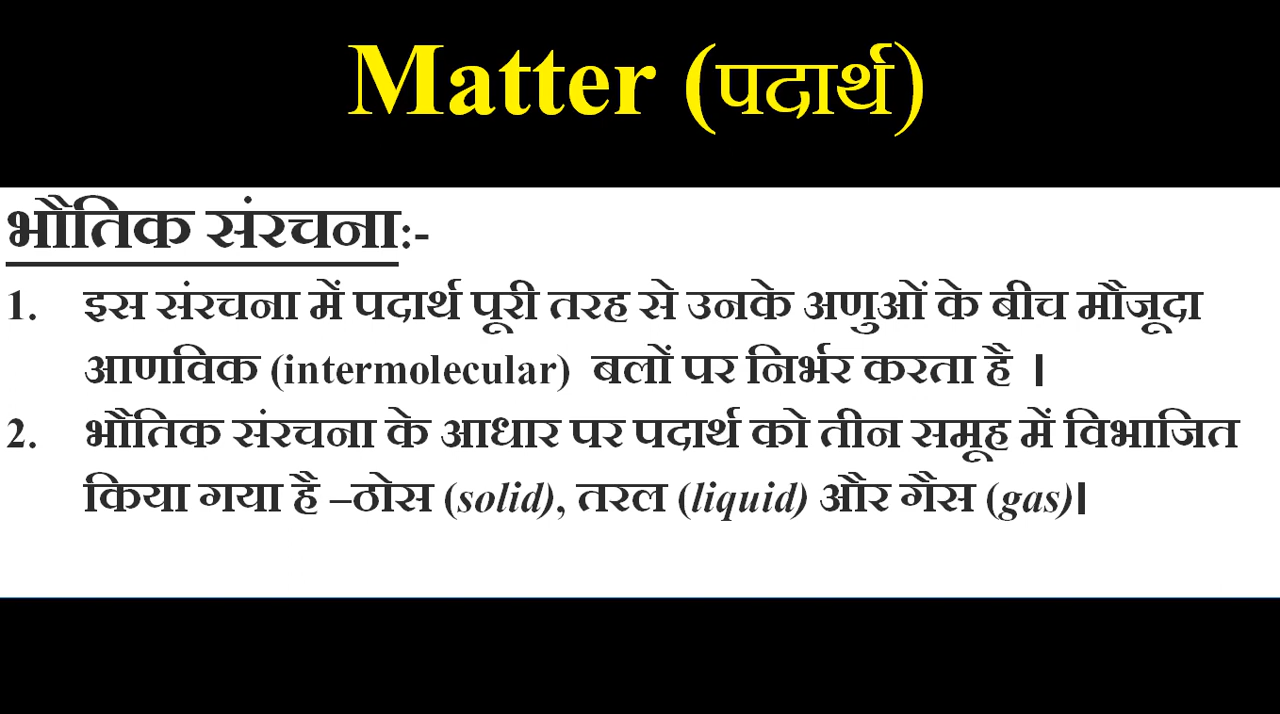 Matter (पदार्थ)
भौतिक संरचना:-
1. इस संरचना में पदार्थ पूरी तरह से उनके अणुओं के बीच मौजूदा
आणविक (intermolecular) बलों पर निर्भर करता है ।
2. भौतिक संरचना के आधार पर पदार्थ को तीन समूह में विभाजित
किया गया है –ठोस (solid), तरल (liquid) और गैस (gas)।